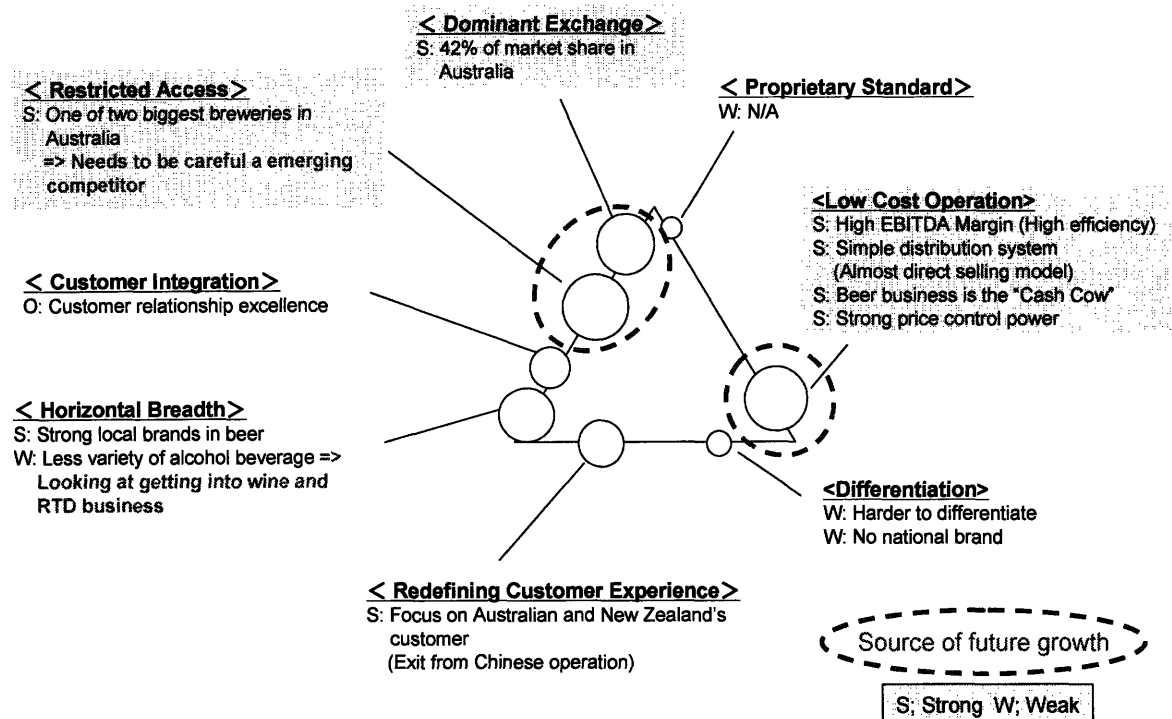 < Dominant Exchange>
S: 42% of market share in
Australia
< Restricted Access>
S: One of two biggest breweries in
Australia
=> Needs to be careful a emerging
competitor
< Proprietary Standard>
W: N/A
<Low Cost Operation>
S: High EBITDA Margin (High efficiency)
S: Simple distribution system
(Almost direct selling model)
S: Beer business is the "Cash Cow"
S: Strong price control power
< Customer Integration>
O: Customer relationship excellence
< Horizontal Breadth>
S: Strong local brands in beer
W: Less variety of alcohol beverage =>
Looking at getting into wine and
RTD business
<Differentiation>
W: Harder to differentiate
W: No national brand
< Redefining Customer Experience>
S: Focus on Australian and New Zealand's
customer
(Exit from Chinese operation)
Source of future growth
S; Strong W; Weak